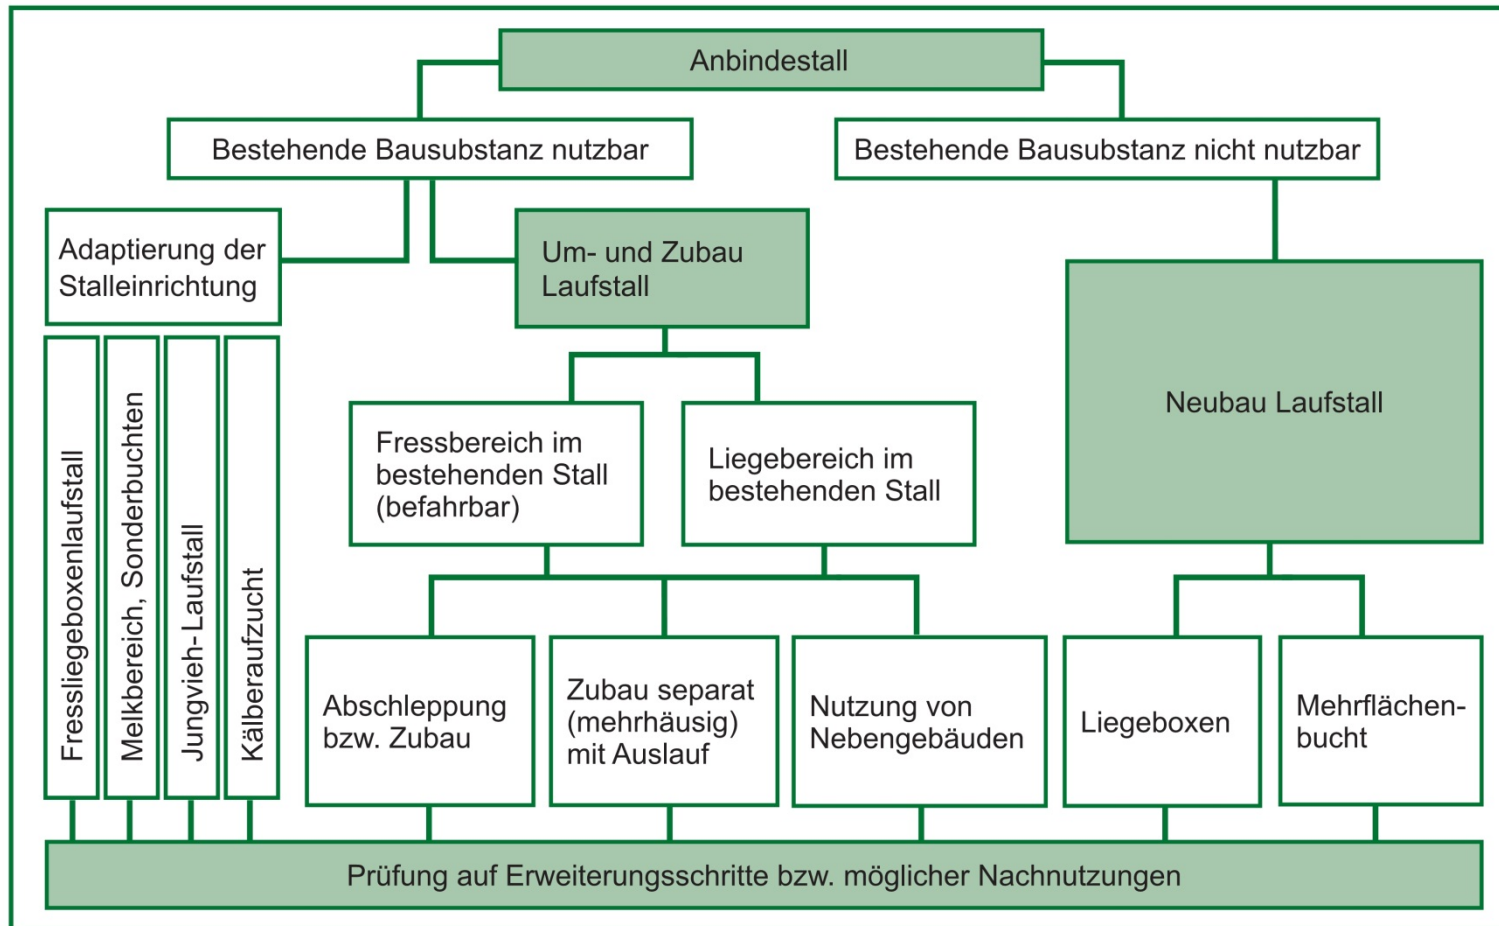 Anbindestall
Bestehende Bausubstanz nutzbar
Bestehende Bausubstanz nicht nutzbar
Adaptierung der
Stalleinrichtung
Um- und Zubau
Laufstall
Neubau Laufstall
Fressliegeboxenlaufstall
Melkbereich, Sonderbuchten
Jungvieh-Laufstall
Kälberaufzucht
Fressbereich im
bestehenden Stall
(befahrbar)
Liegebereich im
bestehenden Stall
Abschleppung
bzw. Zubau
Zubau separat
(mehrhäusig)
mit Auslauf
Nutzung von
Nebengebäuden
Liegeboxen
Mehrflächen-
bucht
Prüfung auf Erweiterungsschritte bzw. möglicher Nachnutzungen